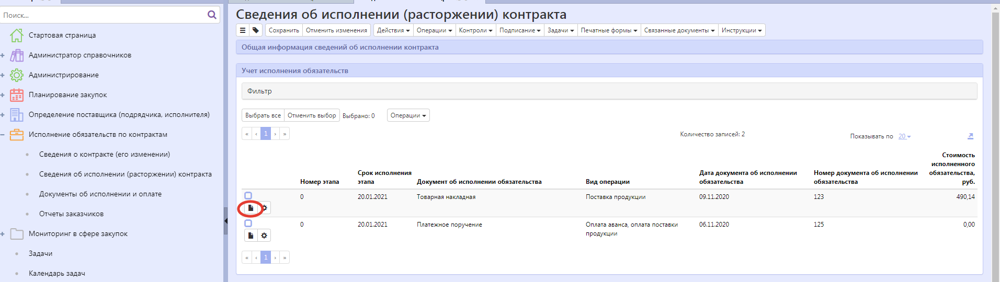 Поиск...
Стартовая страница
Администратор справочников
Администрирование
Планирование закупок
Определение поставщика (подрядчика, исполнителя)
Исполнение обязательств по контрактам
Сведения о контракте (его изменении)
Сведения об исполнении (расторжении) контракта
Документы об исполнении и оплате
Отчеты заказчиков
Мониторинг в сфере закупок
Задачи
Календарь задач
Сведения об исполнении (расторжении) контракта
Сохранить Отменить изменения Действия Операции Контроли Подписание Задачи Печатные формы Связанные документы Инструкции
Общая информация сведений об исполнении контракта
Учет исполнения обязательств
Фильтр
Выбрать все Отменить выбор Выбрано: 0 Операции
« ‹ 1 › » Количество записей: 2 Показывать по 20
Номер этапа Срок исполнения этапа Документ об исполнении обязательства Вид операции Дата документа об исполнении обязательства Номер документа об исполнении обязательства Стоимость исполненного обязательства, руб.
0 20.01.2021 Товарная накладная Поставка продукции 09.11.2020 123 490,14
0 20.01.2021 Платежное поручение Оплата аванса, оплата поставки продукции 06.11.2020 125 0,00
« ‹ 1 › »